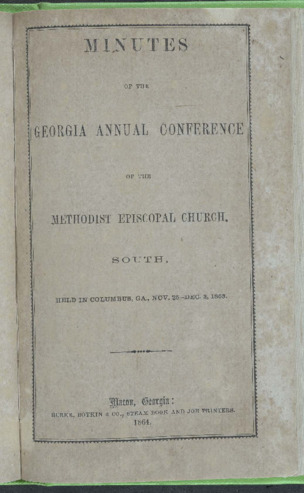 MINUTES
OF THE
GEORGIA ANNUAL CONFERENCE
OF THE
METHODIST EPISCOPAL CHURCH,
SOUTH,
HELD IN COLUMBUS, GA., NOV. 25-DEC. 3, 1863.
Macon, Georgia:
BURKE, BOYKIN & CO., STEAM BOOK AND JOB PRINTERS.
1864.